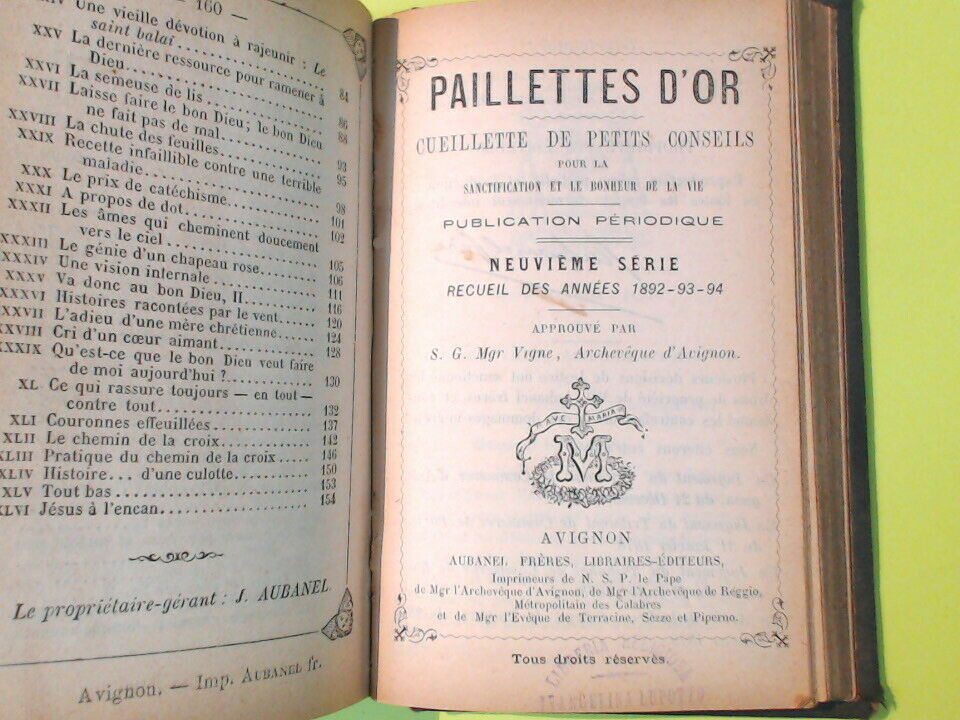 — 160 —
XXIV Une vieille dévotion à rajeunir : Le
saint balai
XXV La dernière ressource pour ramener à
Dieu 84
XXVI La semeuse de lis 86
XXVII Laisse faire le bon Dieu; le bon Dieu 88
ne fait pas de mal
XXVIII La chute des feuilles 93
XXIX Recette infaillible contre une terrible 95
maladie
XXX Le prix de catéchisme 98
XXXI A propos de dot 101
XXXII Les âmes qui cheminent doucement 102
vers le ciel
XXXIII Le génie d'un chapeau rose 105
XXXIV Une vision infernale 106
XXXV Va donc au bon Dieu, II 111
XXXVI Histoires racontées par le vent 116
XXXVII L'adieu d'une mère chrétienne 120
XXXVIII Cri d'un cœur aimant 124
XXXIX Qu'est-ce que le bon Dieu veut faire 128
de moi aujourd'hui ?
XL Ce qui rassure toujours — en tout — 130
contre tout
XLI Couronnes effeuillées 132
XLII Le chemin de la croix 137
XLIII Pratique du chemin de la croix 142
XLIV Histoire... d'une culotte 146
XLV Tout bas 150
XLVI Jésus à l'encan 153
154
Le propriétaire-gérant : J. AUBANEL
Avignon. — Imp. AUBANEL fr.
PAILLETTES D'OR
CUEILLETTE DE PETITS CONSEILS
POUR LA
SANCTIFICATION ET LE BONHEUR DE LA VIE
PUBLICATION PÉRIODIQUE
NEUVIÈME SÉRIE
RECUEIL DES ANNÉES 1892-93-94
APPROUVÉ PAR
S. G. Mgr Vigne, Archevêque d'Avignon.
AVE MARIA
M
AVIGNON
AUBANEL FRÈRES, LIBRAIRES-ÉDITEURS,
Imprimeurs de N. S. P. le Pape
de Mgr l'Archevêque d'Avignon, de Mgr l'Archevêque de Reggio,
Métropolitain des Calabres
et de Mgr l'Evêque de Terracine, Sezze et Piperno.
Tous droits réservés.